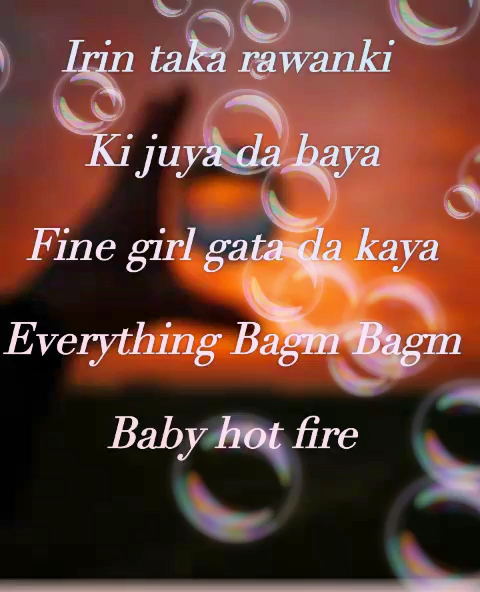 Irin taka rawanki
Ki juya da baya
Fine girl gata da kaya
Everything Bagm Bagm
Baby hot fire